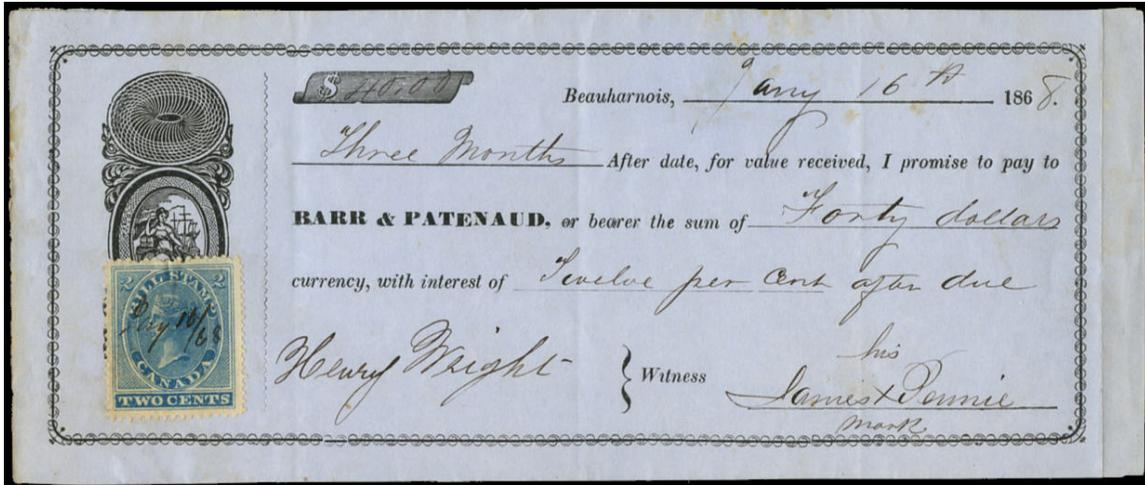 $ 40.00
Beauharnois, Jany 16th 1868.
Three Months After date, for value received, I promise to pay to
BARR & PATENAUD, or bearer the sum of Forty dollars
currency, with interest of Twelve per Cent after due
2 BILL STAMP 2
Jany 16/68
CANADA
TWO CENTS
Henry Wright
Witness
his
James X Pennie
mark